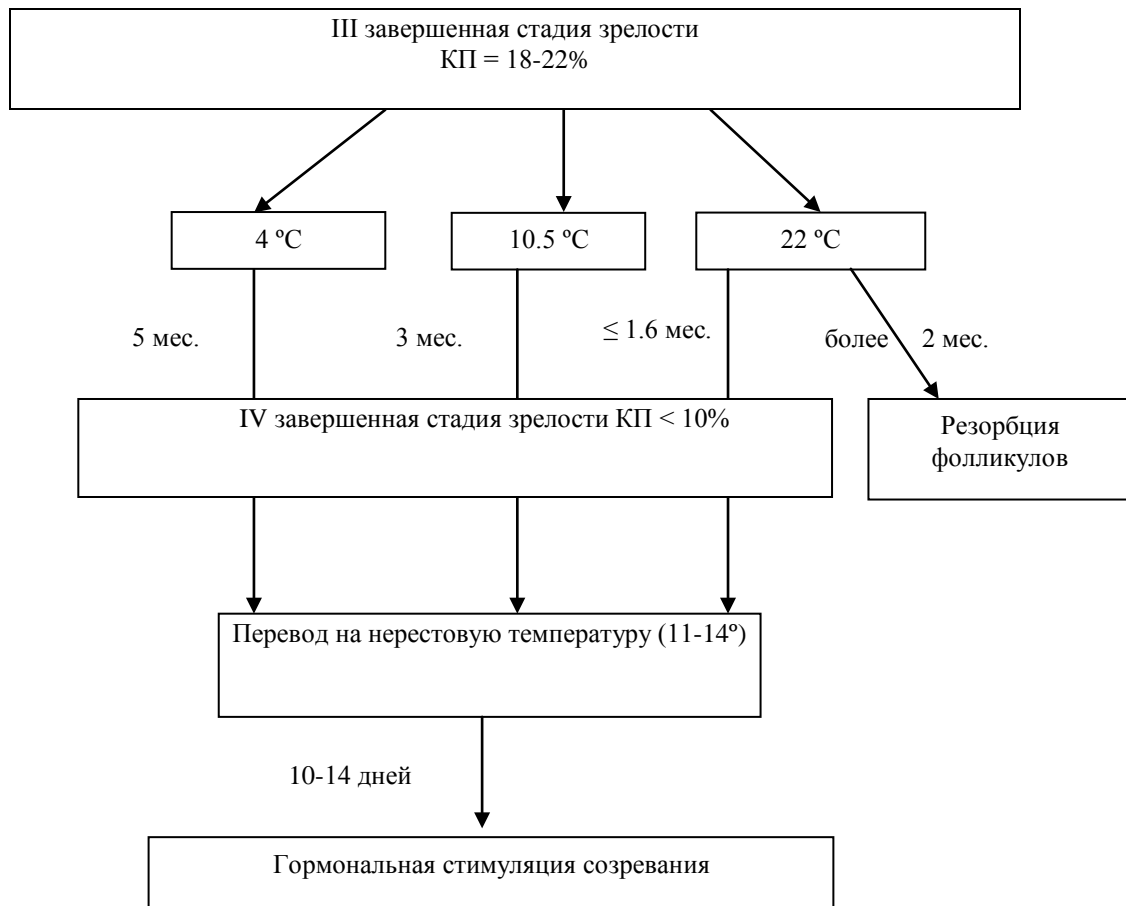 III завершенная стадия зрелости
КП = 18-22%
4 ºС
10.5 ºС
22 ºС
5 мес.
3 мес.
≤ 1.6 мес.
более 2 мес.
IV завершенная стадия зрелости КП < 10%
Резорбция
фолликулов
Перевод на нерестовую температуру (11-14º)
10-14 дней
Гормональная стимуляция созревания